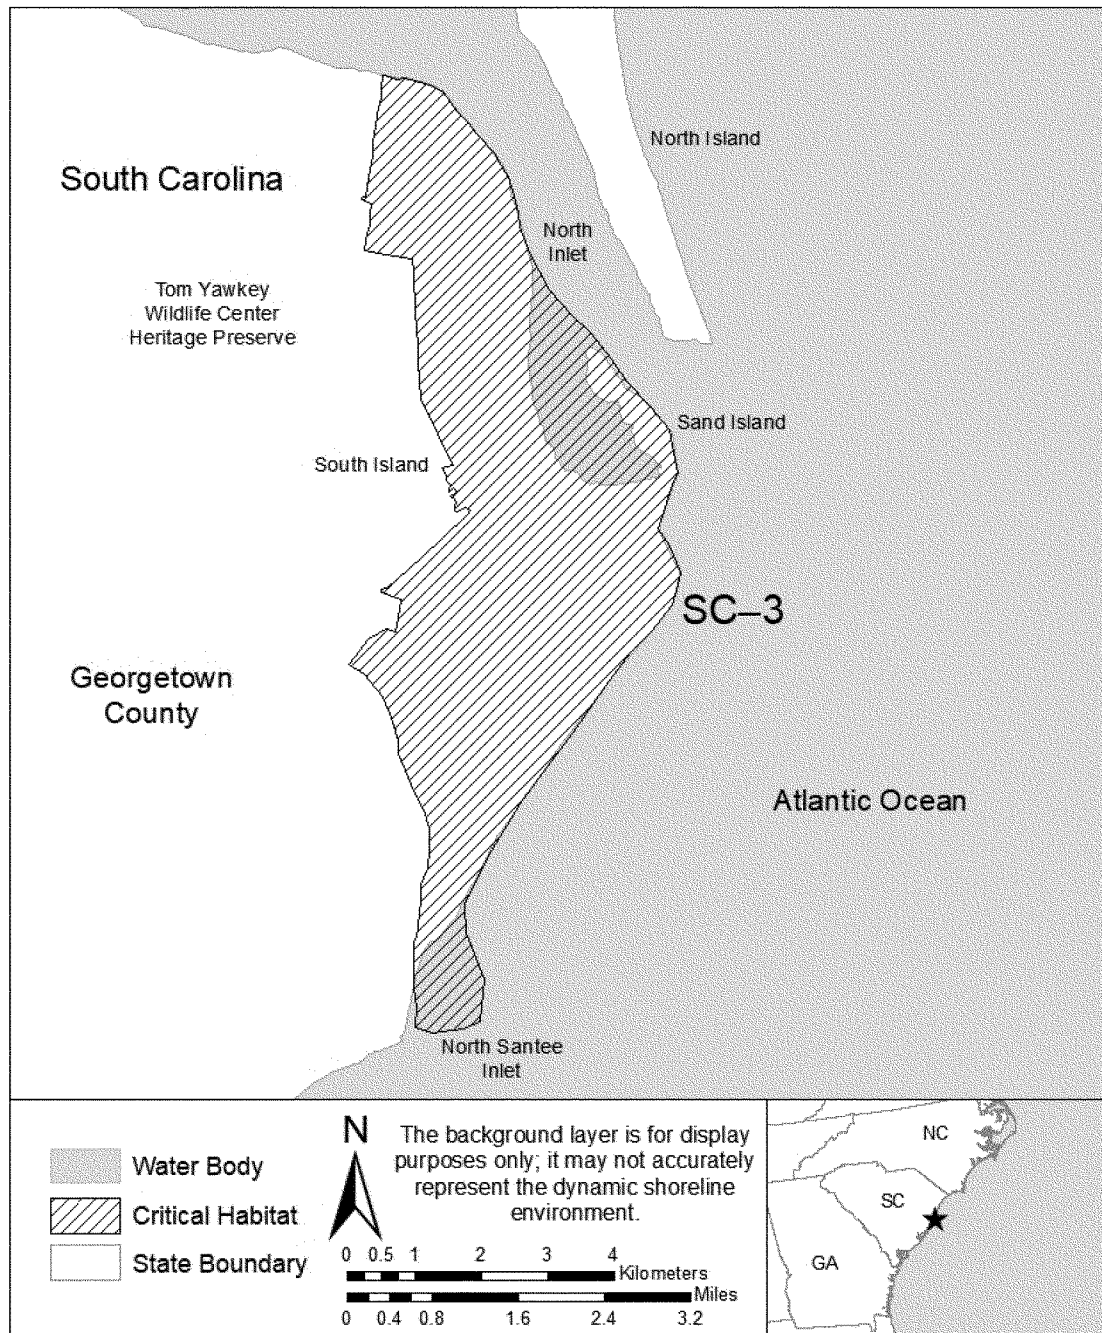 North Island
South Carolina
North
Inlet
Tom Yawkey
Wildlife Center
Heritage Preserve
Sand Island
South Island
SC–3
Georgetown
County
Atlantic Ocean
North Santee
Inlet
Water Body
Critical Habitat
State Boundary
N
The background layer is for display
purposes only; it may not accurately
represent the dynamic shoreline
environment.
0 0.5 1 2 3 4
Kilometers
Miles
0 0.4 0.8 1.6 2.4 3.2
NC
SC
GA